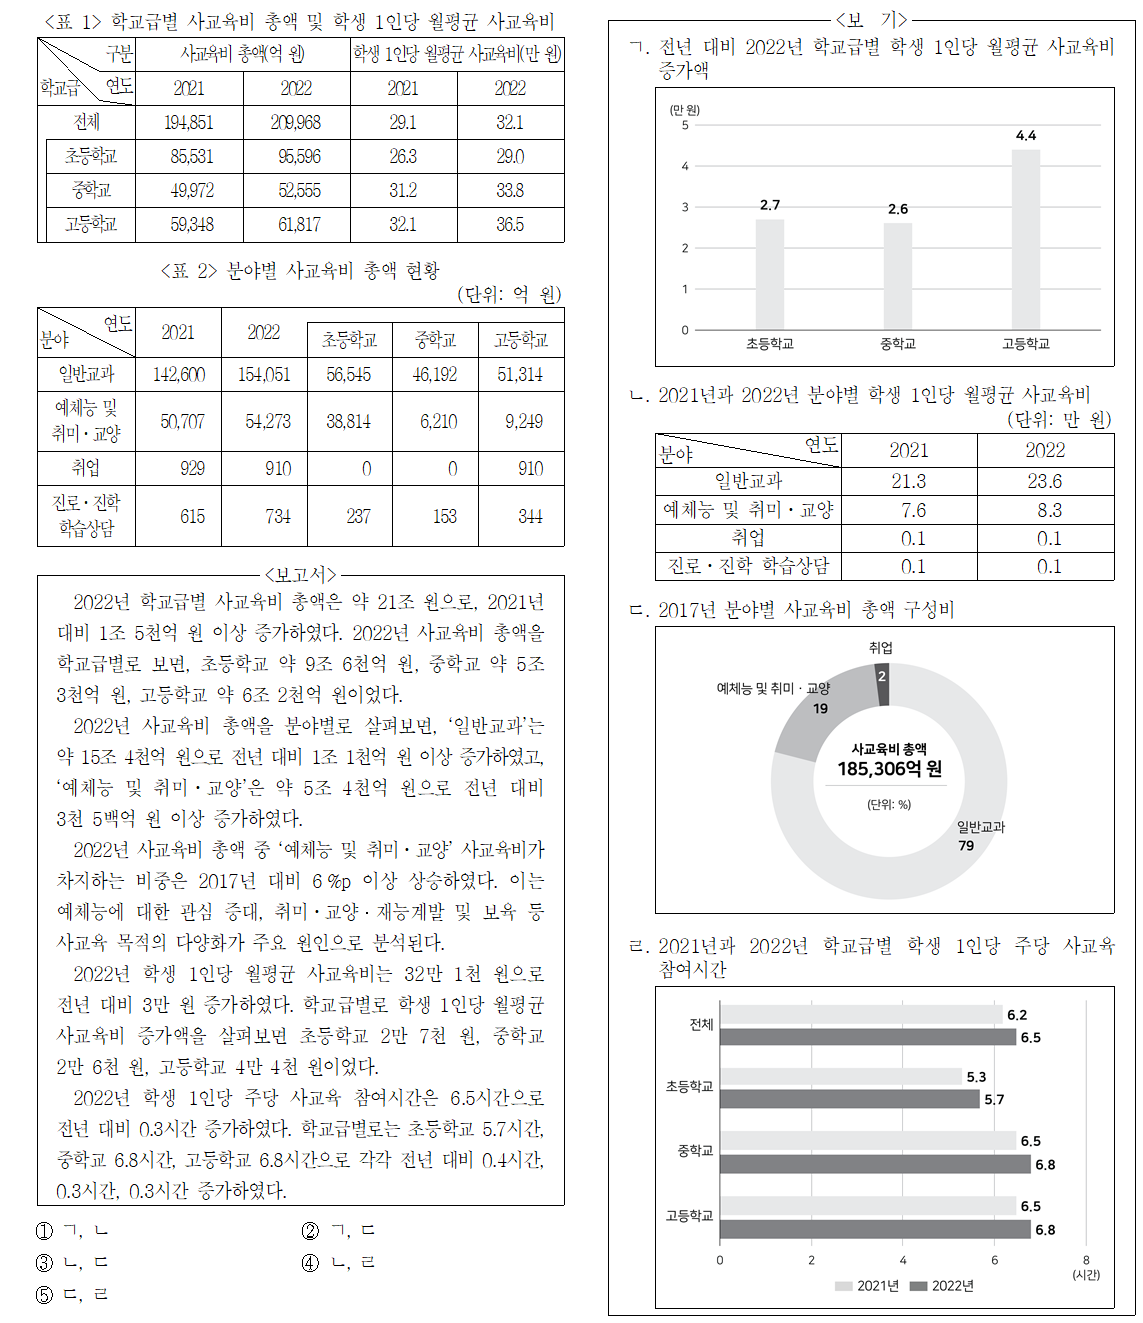 <표 1> 학교급별 사교육비 총액 및 학생 1인당 월평균 사교육비
구분 사교육비 총액(억 원) 학생 1인당 월평균 사교육비(만 원)
학교급 연도 2021 2022 2021 2022
전체 194,851 209,968 29.1 32.1
초등학교 85,531 95,596 26.3 29.0
중학교 49,972 52,555 31.2 33.8
고등학교 59,348 61,817 32.1 36.5
<표 2> 분야별 사교육비 총액 현황
(단위: 억 원)
분야 연도 2021 2022 초등학교 중학교 고등학교
일반교과 142,600 154,051 56,545 46,192 51,314
예체능 및
취미·교양 50,707 54,273 38,814 6,210 9,249
취업 929 910 0 0 910
진로·진학
학습상담 615 734 237 153 344
<보고서>
2022년 학교급별 사교육비 총액은 약 21조 원으로, 2021년
대비 1조 5천억 원 이상 증가하였다. 2022년 사교육비 총액을
학교급별로 보면, 초등학교 약 9조 6천억 원, 중학교 약 5조
3천억 원, 고등학교 약 6조 2천억 원이었다.
2022년 사교육비 총액을 분야별로 살펴보면, ‘일반교과’는
약 15조 4천억 원으로 전년 대비 1조 1천억 원 이상 증가하였고,
‘예체능 및 취미·교양’은 약 5조 4천억 원으로 전년 대비
3천 5백억 원 이상 증가하였다.
2022년 사교육비 총액 중 ‘예체능 및 취미·교양’ 사교육비가
차지하는 비중은 2017년 대비 6 %p 이상 상승하였다. 이는
예체능에 대한 관심 증대, 취미·교양·재능계발 및 보육 등
사교육 목적의 다양화가 주요 원인으로 분석된다.
2022년 학생 1인당 월평균 사교육비는 32만 1천 원으로
전년 대비 3만 원 증가하였다. 학교급별로 학생 1인당 월평균
사교육비 증가액을 살펴보면 초등학교 2만 7천 원, 중학교
2만 6천 원, 고등학교 4만 4천 원이었다.
2022년 학생 1인당 주당 사교육 참여시간은 6.5시간으로
전년 대비 0.3시간 증가하였다. 학교급별로는 초등학교 5.7시간,
중학교 6.8시간, 고등학교 6.8시간으로 각각 전년 대비 0.4시간,
0.3시간, 0.3시간 증가하였다.
① ㄱ, ㄴ
② ㄱ, ㄷ
③ ㄴ, ㄷ
④ ㄴ, ㄹ
⑤ ㄷ, ㄹ
<보 기>
ㄱ. 전년 대비 2022년 학교급별 학생 1인당 월평균 사교육비
증가액
(만 원)
5
4.4
4
3
2.7
2.6
2
1
0
초등학교 중학교 고등학교
ㄴ. 2021년과 2022년 분야별 학생 1인당 월평균 사교육비
(단위: 만 원)
분야 연도 2021 2022
일반교과 21.3 23.6
예체능 및 취미·교양 7.6 8.3
취업 0.1 0.1
진로·진학 학습상담 0.1 0.1
ㄷ. 2017년 분야별 사교육비 총액 구성비
취업
2
예체능 및 취미·교양
19
사교육비 총액
185,306억 원
(단위: %)
일반교과
79
ㄹ. 2021년과 2022년 학교급별 학생 1인당 주당 사교육
참여시간
전체 6.2
6.5
초등학교 5.3
5.7
중학교 6.5
6.8
고등학교 6.5
6.8
0 2 4 6 8
(시간)
2021년 2022년